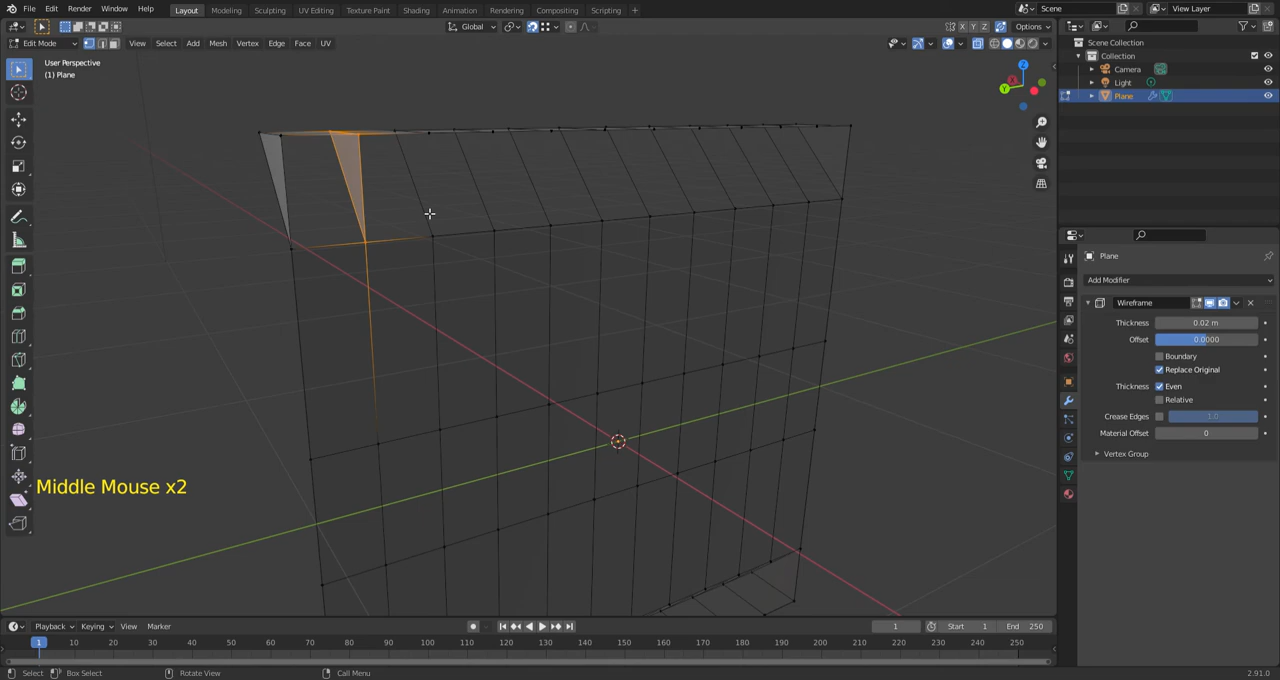 File Edit Render Window Help Layout Modeling Sculpting UV Editing Texture Paint Shading Animation Rendering Compositing Scripting + Scene View Layer
Global X Y Z Options
Edit Mode View Select Add Mesh Vertex Edge Face UV
User Perspective
(1) Plane
Z
Y
Scene Collection
Collection
Camera
Light
Plane
Plane
Add Modifier
Wireframe
Thickness 0.02 m
Offset 0.0000
Boundary
Replace Original
Thickness Even
Relative
Crease Edges 1.0
Material Offset 0
Vertex Group
Middle Mouse x2
Playback Keying View Marker 1 Start 1 End 250
1 10 20 30 40 50 60 70 80 90 100 110 120 130 140 150 160 170 180 190 200 210 220 230 240 250
Select Box Select Rotate View Call Menu 2.91.0